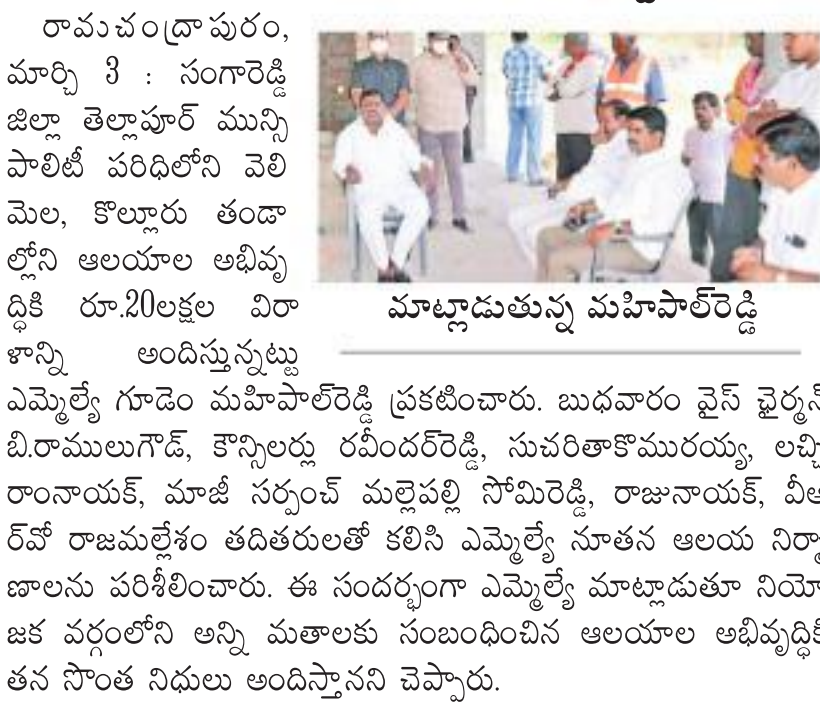 రామచంద్రాపురం,
మార్చి 3 : సంగారెడ్డి
జిల్లా తెల్లాపూర్ మున్సి
పాలిటీ పరిధిలోని వెలి
మెల, కొల్లూరు తండా
ల్లోని ఆలయాల అభివృ
ద్ధికి రూ.20లక్షల విరా
ళాన్ని అందిస్తున్నట్టు
మాట్లాడుతున్న మహిపాల్‌రెడ్డి
ఎమ్మెల్యే గూడెం మహిపాల్‌రెడ్డి ప్రకటించారు. బుధవారం వైస్ ఛైర్మన్
బి.రాములుగౌడ్, కౌన్సిలర్లు రవీందర్‌రెడ్డి, సుచరితాకొమురయ్య, లచ్చి
రాంనాయక్, మాజీ సర్పంచ్ మల్లెపల్లి సోమిరెడ్డి, రాజునాయక్, వీఆ
ర్‌వో రాజమల్లేశం తదితరులతో కలిసి ఎమ్మెల్యే నూతన ఆలయ నిర్మా
ణాలను పరిశీలించారు. ఈ సందర్భంగా ఎమ్మెల్యే మాట్లాడుతూ నియో
జక వర్గంలోని అన్ని మతాలకు సంబంధించిన ఆలయాల అభివృద్ధికి
తన సొంత నిధులు అందిస్తానని చెప్పారు.